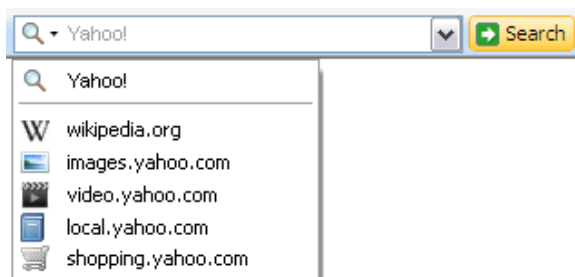 Yahoo! Search
Yahoo!
W wikipedia.org
images.yahoo.com
video.yahoo.com
local.yahoo.com
shopping.yahoo.com